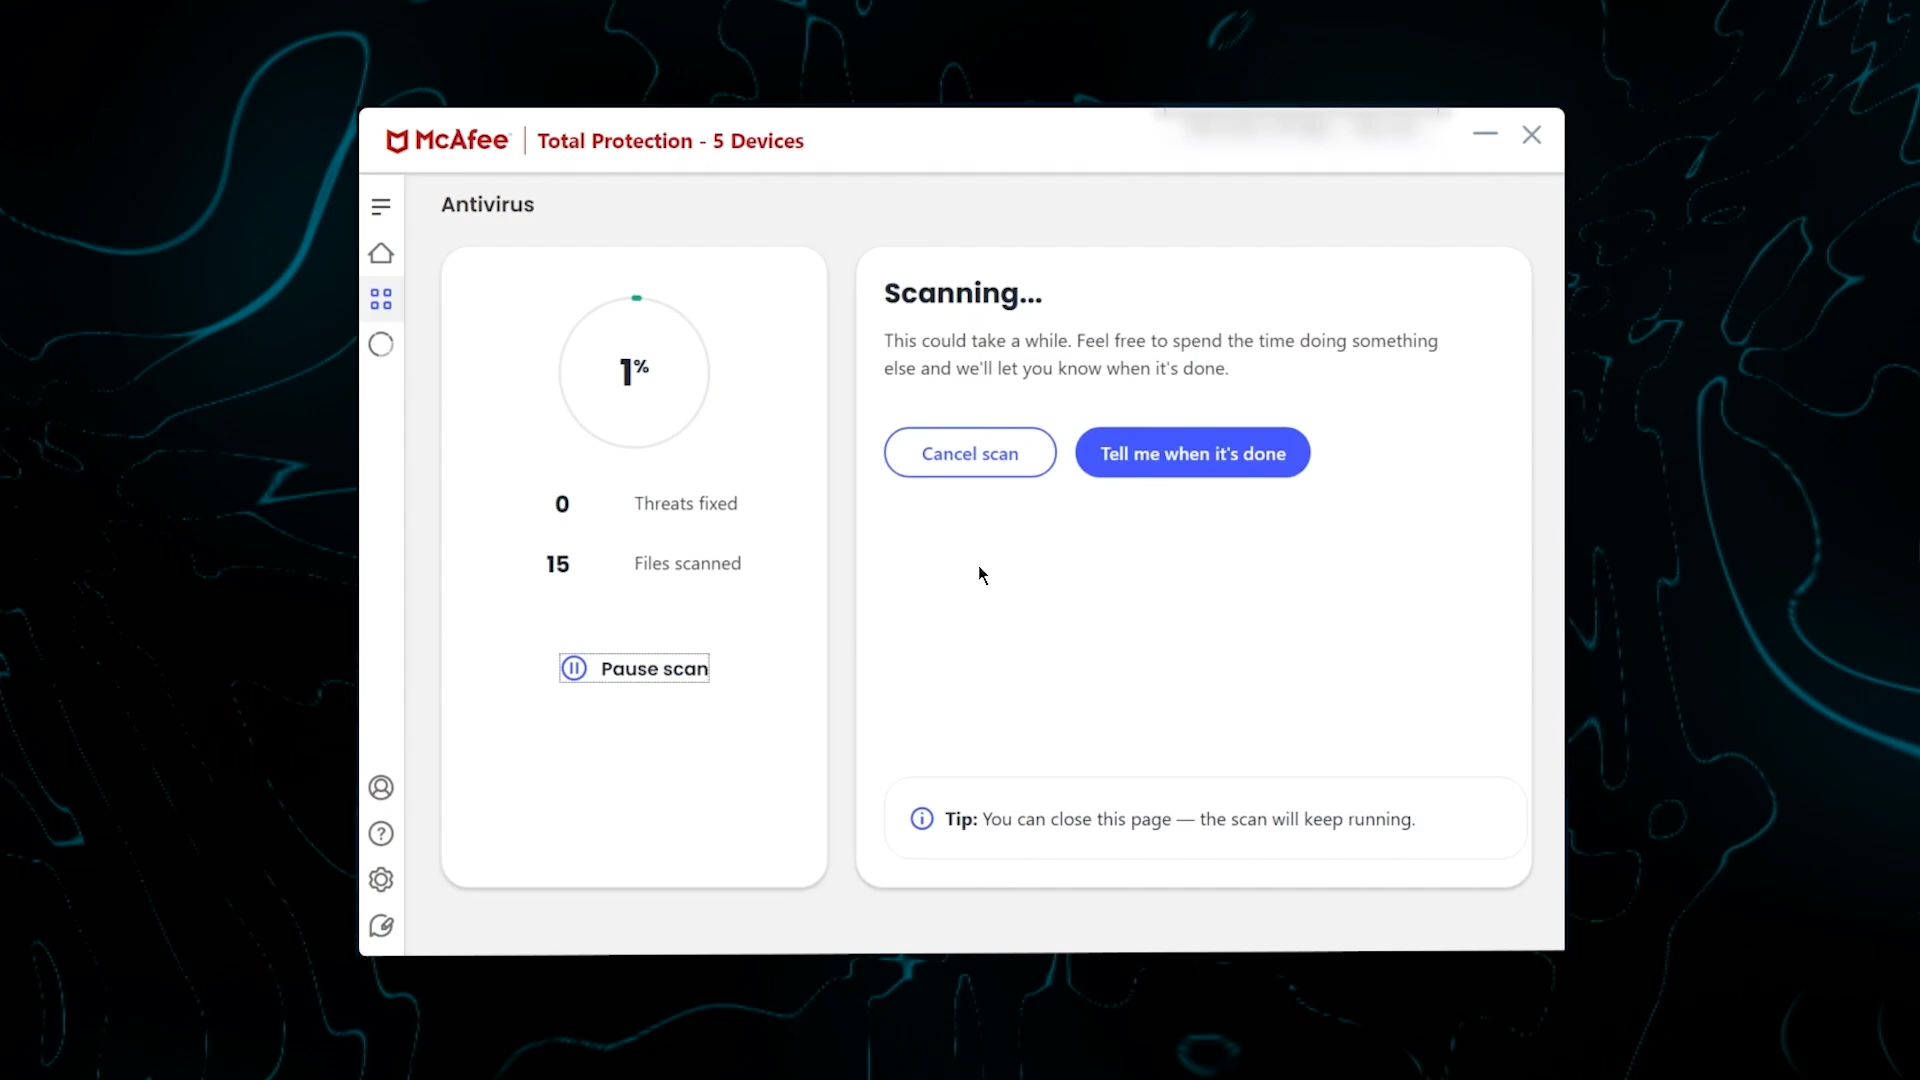 McAfee Total Protection - 5 Devices
Antivirus
1%
0 Threats fixed
15 Files scanned
Pause scan
Scanning...
This could take a while. Feel free to spend the time doing something
else and we'll let you know when it's done.
Cancel scan
Tell me when it's done
Tip: You can close this page — the scan will keep running.